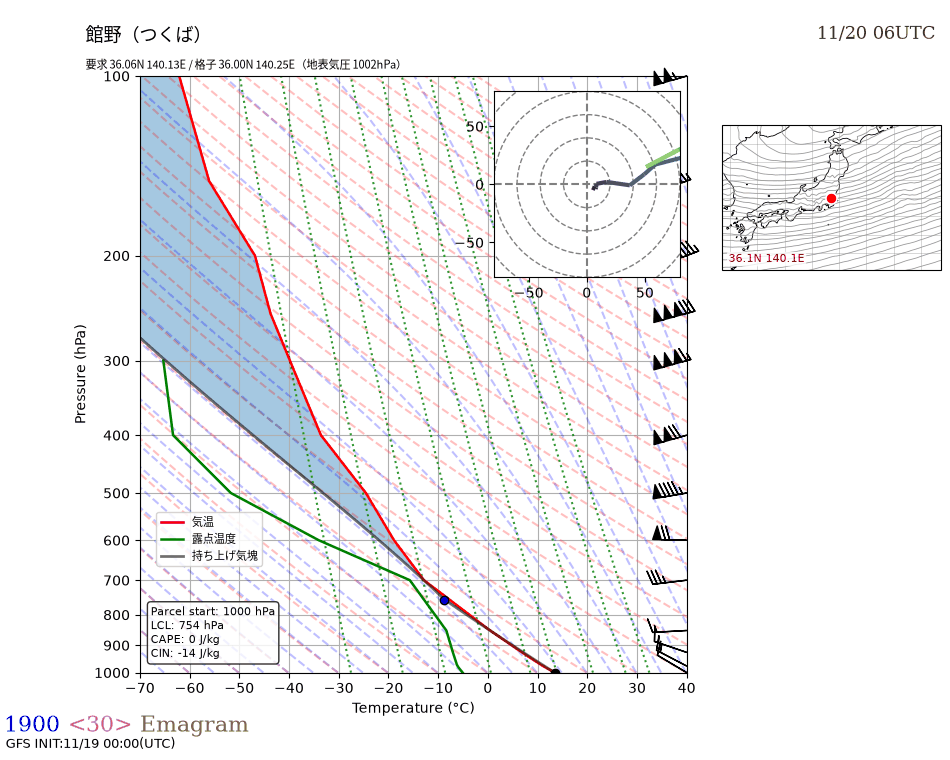 館野（つくば）
11/20 06UTC
要求 36.06N 140.13E / 格子 36.00N 140.25E（地表気圧 1002hPa）
100
200
300
400
500
600
700
800
900
1000
Pressure (hPa)
−70 −60 −50 −40 −30 −20 −10 0 10 20 30 40
Temperature (°C)
50
0
−50
−50 0 50
36.1N 140.1E
気温
露点温度
持ち上げ気塊
Parcel start: 1000 hPa
LCL: 754 hPa
CAPE: 0 J/kg
CIN: -14 J/kg
1900 <30> Emagram
GFS INIT:11/19 00:00(UTC)